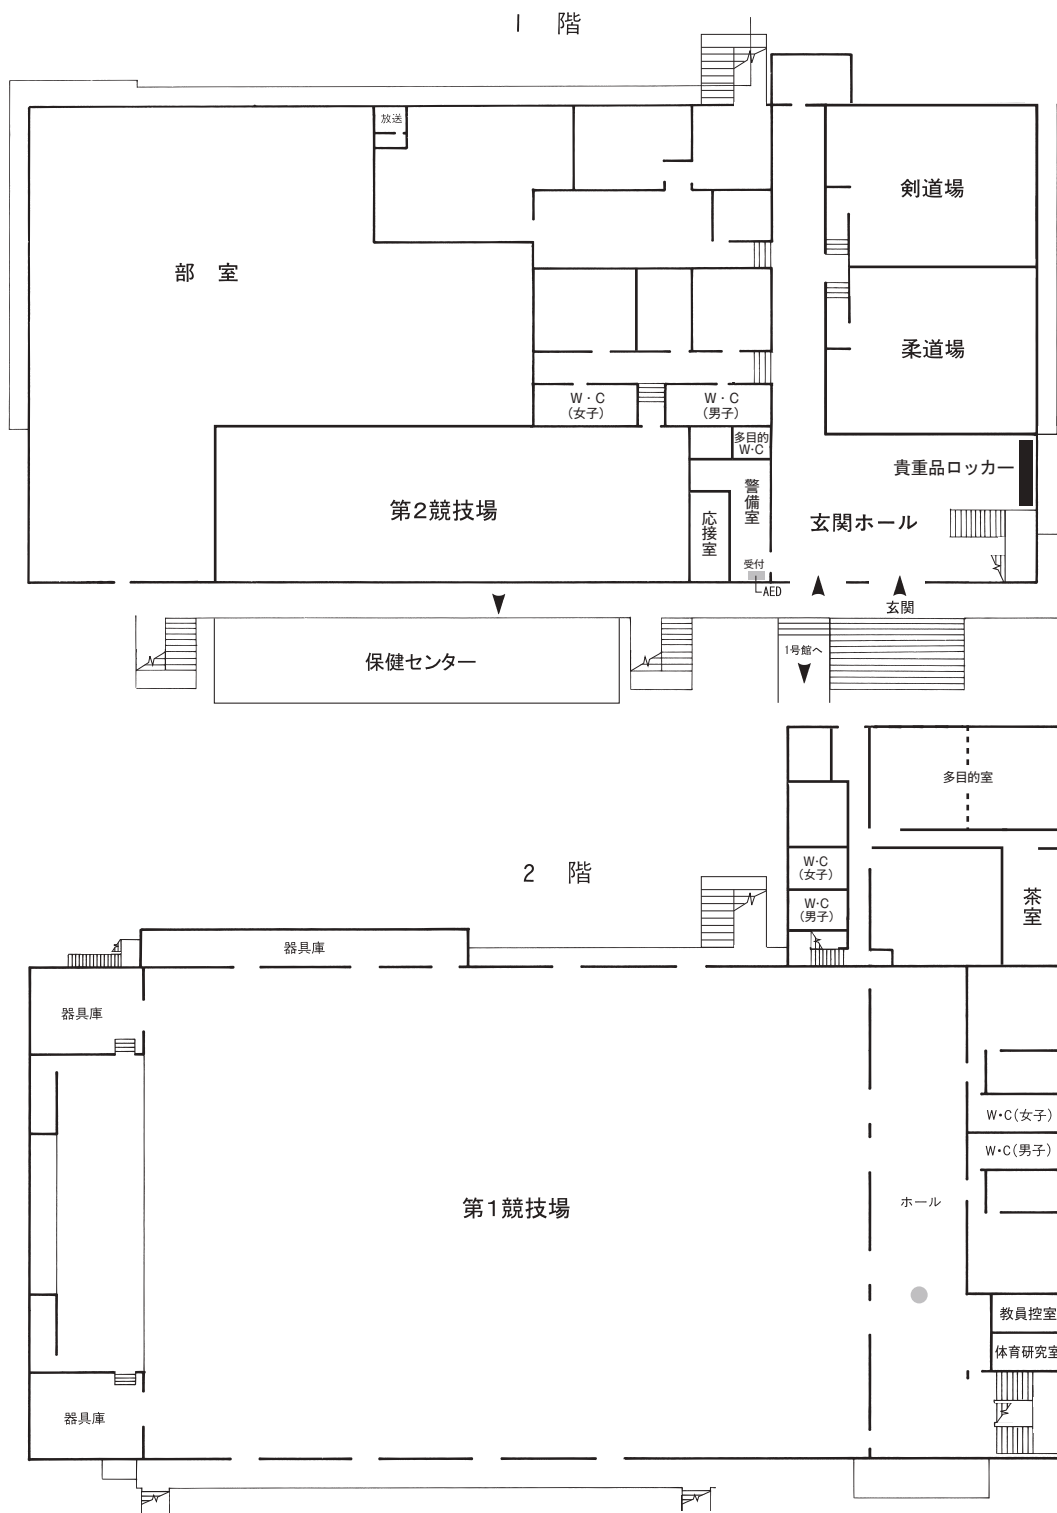 1 階
放送
剣道場
部 室
柔道場
W・C
(女子)
W・C
(男子)
多目的
W・C
貴重品ロッカー
警備室
第2競技場
応接室
玄関ホール
受付
AED
玄関
1号館へ
保健センター
多目的室
2 階
W・C
(女子)
W・C
(男子)
茶室
器具庫
器具庫
W・C(女子)
W・C(男子)
第1競技場
ホール
教員控室
体育研究室
器具庫